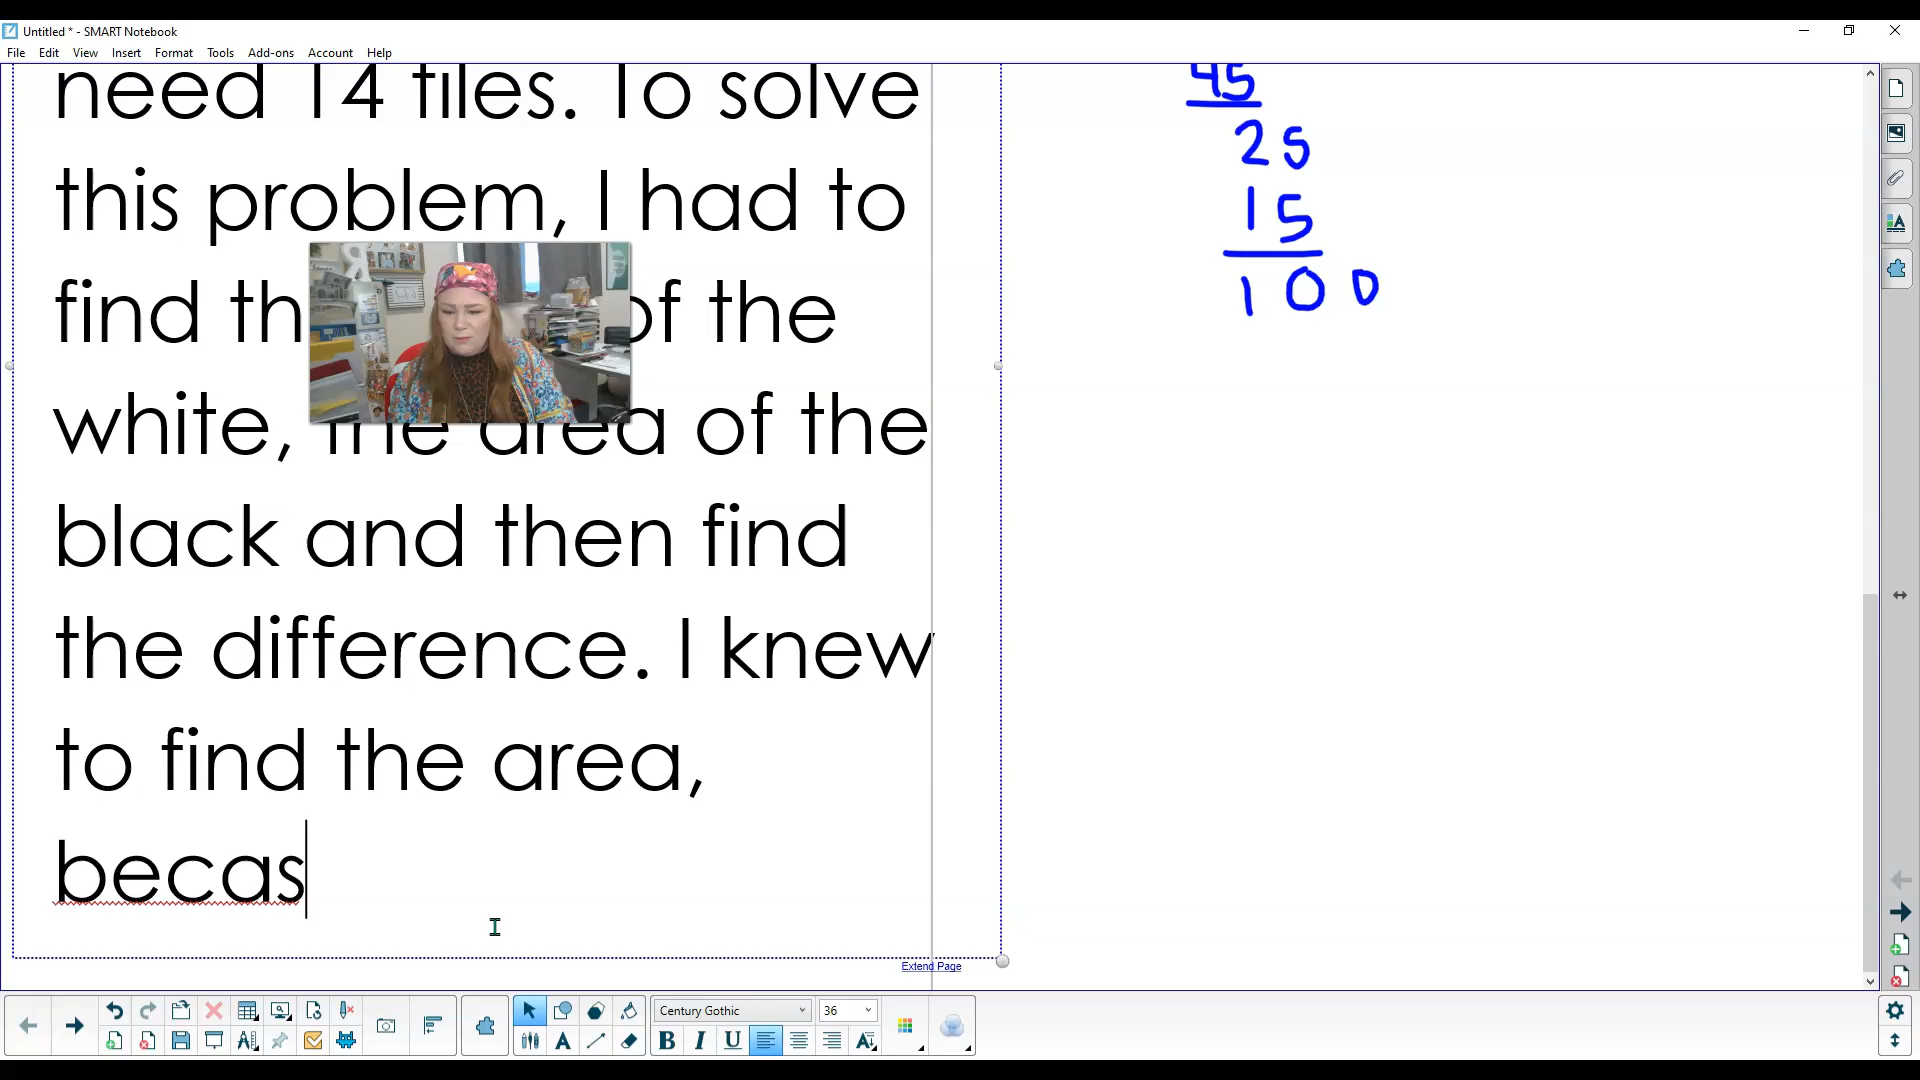 Untitled * - SMART Notebook
File Edit View Insert Format Tools Add-ons Account Help
need 14 tiles. To solve
this problem, I had to
find th of the
white, the area of the
black and then find
the difference. I knew
to find the area,
becas
45
25
15
100
Extend Page
Century Gothic
36
B I U